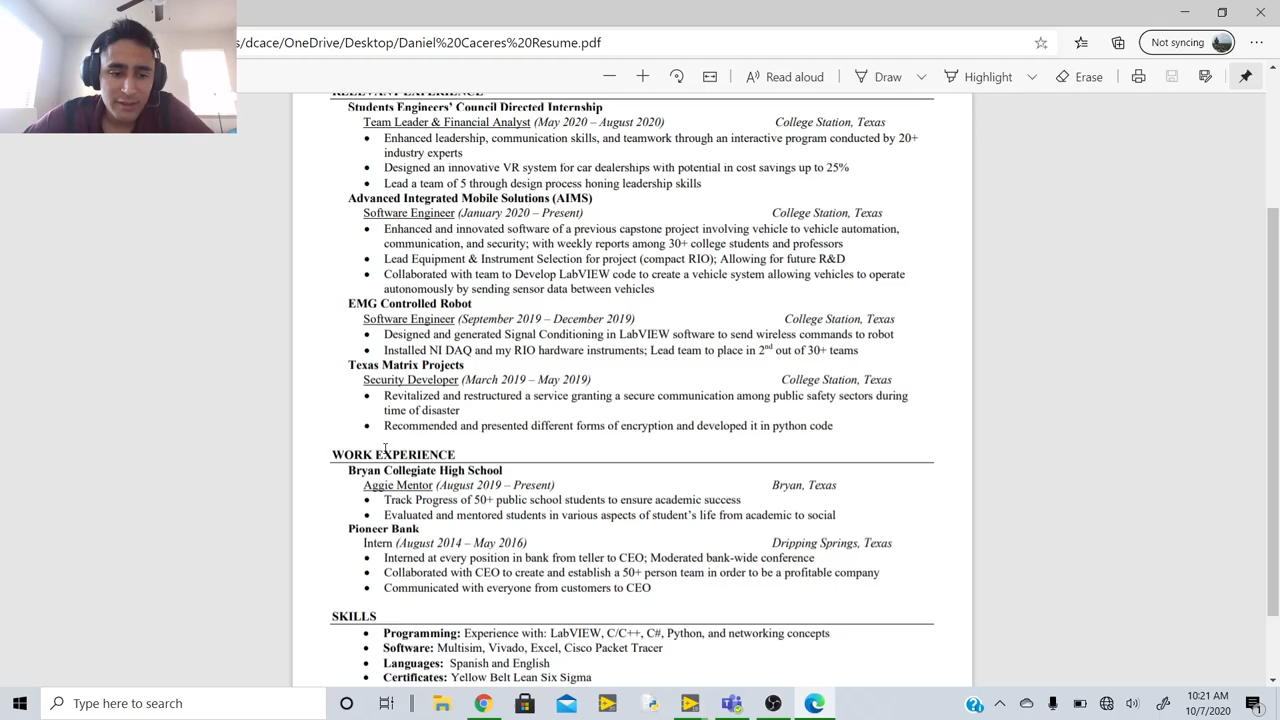 s/dcace/OneDrive/Desktop/Daniel%20Caceres%20Resume.pdf
Not syncing
Read aloud
Draw
Highlight
Erase
RELEVANT EXPERIENCE
Students Engineers' Council Directed Internship
Team Leader & Financial Analyst (May 2020 – August 2020) College Station, Texas
• Enhanced leadership, communication skills, and teamwork through an interactive program conducted by 20+
industry experts
• Designed an innovative VR system for car dealerships with potential in cost savings up to 25%
• Lead a team of 5 through design process honing leadership skills
Advanced Integrated Mobile Solutions (AIMS)
Software Engineer (January 2020 – Present) College Station, Texas
• Enhanced and innovated software of a previous capstone project involving vehicle to vehicle automation,
communication, and security; with weekly reports among 30+ college students and professors
• Lead Equipment & Instrument Selection for project (compact RIO); Allowing for future R&D
• Collaborated with team to Develop LabVIEW code to create a vehicle system allowing vehicles to operate
autonomously by sending sensor data between vehicles
EMG Controlled Robot
Software Engineer (September 2019 – December 2019) College Station, Texas
• Designed and generated Signal Conditioning in LabVIEW software to send wireless commands to robot
• Installed NI DAQ and my RIO hardware instruments; Lead team to place in 2nd out of 30+ teams
Texas Matrix Projects
Security Developer (March 2019 – May 2019) College Station, Texas
• Revitalized and restructured a service granting a secure communication among public safety sectors during
time of disaster
• Recommended and presented different forms of encryption and developed it in python code
WORK EXPERIENCE
Bryan Collegiate High School
Aggie Mentor (August 2019 – Present) Bryan, Texas
• Track Progress of 50+ public school students to ensure academic success
• Evaluated and mentored students in various aspects of student's life from academic to social
Pioneer Bank
Intern (August 2014 – May 2016) Dripping Springs, Texas
• Interned at every position in bank from teller to CEO; Moderated bank-wide conference
• Collaborated with CEO to create and establish a 50+ person team in order to be a profitable company
• Communicated with everyone from customers to CEO
SKILLS
• Programming: Experience with: LabVIEW, C/C++, C#, Python, and networking concepts
• Software: Multisim, Vivado, Excel, Cisco Packet Tracer
• Languages: Spanish and English
• Certificates: Yellow Belt Lean Six Sigma
Type here to search
10:21 AM
10/7/2020
1